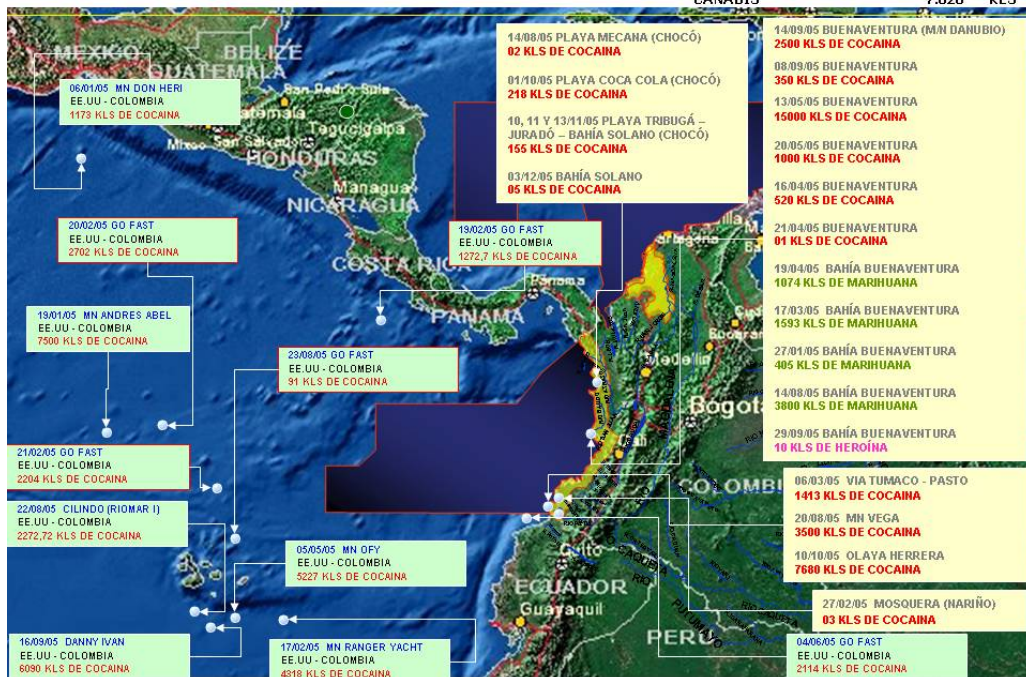 CANABIS 7.828 KLS
MEXICO
BELIZE
GUATEMALA
San Pedro Sula
Tegucigalpa
Mixco San Salvador
HONDURAS
Managua
NICARAGUA
COSTA RICA
Panama
PANAMA
Medellin
Bogota
Cali
COLOMBI
Quito
ECUADOR
Guayaquil
PERU
RIO CAQUETA
RIO PUTUMAYO
06/01/05 MN DON HERI
EE.UU - COLOMBIA
1173 KLS DE COCAINA
20/02/05 GO FAST
EE.UU - COLOMBIA
2702 KLS DE COCAINA
19/01/05 MN ANDRES ABEL
EE.UU - COLOMBIA
7500 KLS DE COCAINA
21/02/05 GO FAST
EE.UU - COLOMBIA
2204 KLS DE COCAINA
22/08/05 CILINDO (RIOMAR I)
EE.UU - COLOMBIA
2272,72 KLS DE COCAINA
16/09/05 DANNY IVAN
EE.UU - COLOMBIA
6090 KLS DE COCAINA
19/02/05 GO FAST
EE.UU - COLOMBIA
1272,7 KLS DE COCAINA
23/08/05 GO FAST
EE.UU - COLOMBIA
91 KLS DE COCAINA
05/05/05 MN OFY
EE.UU - COLOMBIA
5227 KLS DE COCAINA
17/02/05 MN RANGER YACHT
EE.UU - COLOMBIA
4318 KLS DE COCAINA
14/08/05 PLAYA MECANA (CHOCÓ)
02 KLS DE COCAINA
01/10/05 PLAYA COCA COLA (CHOCÓ)
218 KLS DE COCAINA
10, 11 Y 13/11/05 PLAYA TRIBUGÁ –
JURADÓ – BAHÍA SOLANO (CHOCÓ)
155 KLS DE COCAINA
03/12/05 BAHÍA SOLANO
05 KLS DE COCAINA
14/09/05 BUENAVENTURA (M/N DANUBIO)
2500 KLS DE COCAINA
08/09/05 BUENAVENTURA
350 KLS DE COCAINA
13/05/05 BUENAVENTURA
15000 KLS DE COCAINA
20/05/05 BUENAVENTURA
1000 KLS DE COCAINA
16/04/05 BUENAVENTURA
520 KLS DE COCAINA
21/04/05 BUENAVENTURA
01 KLS DE COCAINA
19/04/05 BAHÍA BUENAVENTURA
1074 KLS DE MARIHUANA
17/03/05 BAHÍA BUENAVENTURA
1593 KLS DE MARIHUANA
27/01/05 BAHÍA BUENAVENTURA
405 KLS DE MARIHUANA
14/08/05 BAHÍA BUENAVENTURA
3800 KLS DE MARIHUANA
29/09/05 BAHÍA BUENAVENTURA
10 KLS DE HEROÍNA
06/03/05 VIA TUMACO - PASTO
1413 KLS DE COCAINA
20/08/05 MN VEGA
3500 KLS DE COCAINA
10/10/05 OLAYA HERRERA
7680 KLS DE COCAINA
27/02/05 MOSQUERA (NARIÑO)
03 KLS DE COCAINA
04/06/05 GO FAST
EE.UU - COLOMBIA
2114 KLS DE COCAINA